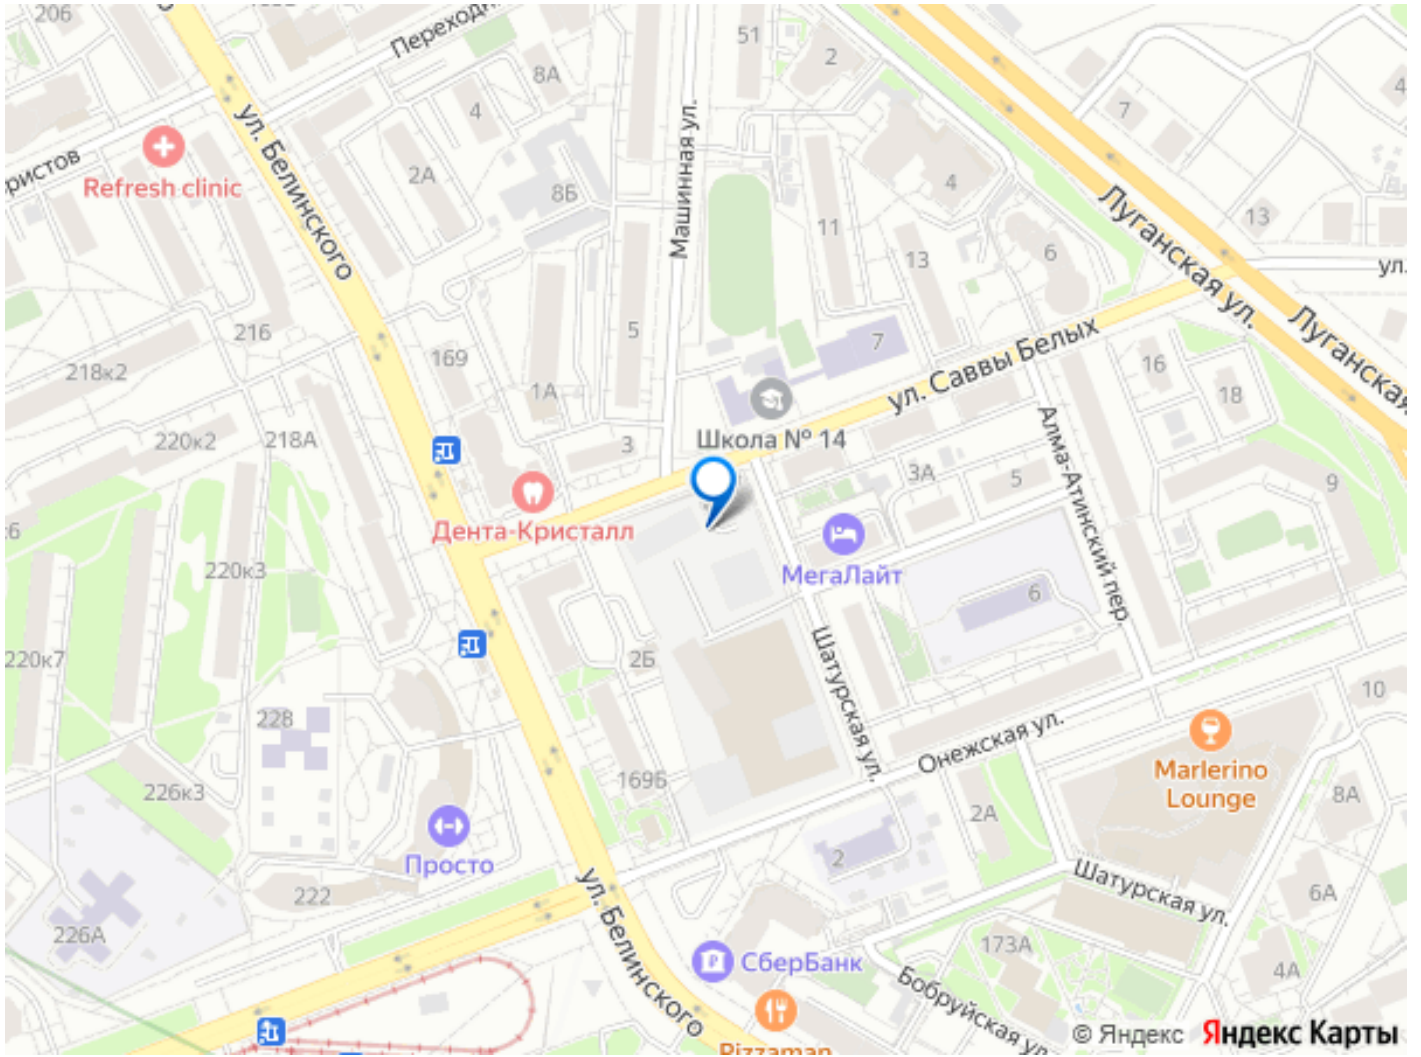 206
51
2
Переходн
8А
4
7
ул. Белинского
Машинная ул.
ристов
Refresh clinic
2А
8Б
4
11
13
6
13
Луганская ул.
ул.
Луганская
5
7
216
169
218к2
1А
ул. Саввы Белых
16
18
220к2
218А
3
Школа № 14
3А
5
9
Алма-Атинский пер.
Дента-Кристалл
МегаЛайт
220к3
6
220к7
2Б
Шатурская ул.
228
10
Онежская ул.
Marlerino
Lounge
226к3
169Б
2А
8А
Просто
2
222
Шатурская ул.
6А
ул. Белинского
226А
173А
СберБанк
4А
Бобруйская ул.
Pizzaman
© Яндекс Яндекс Карты